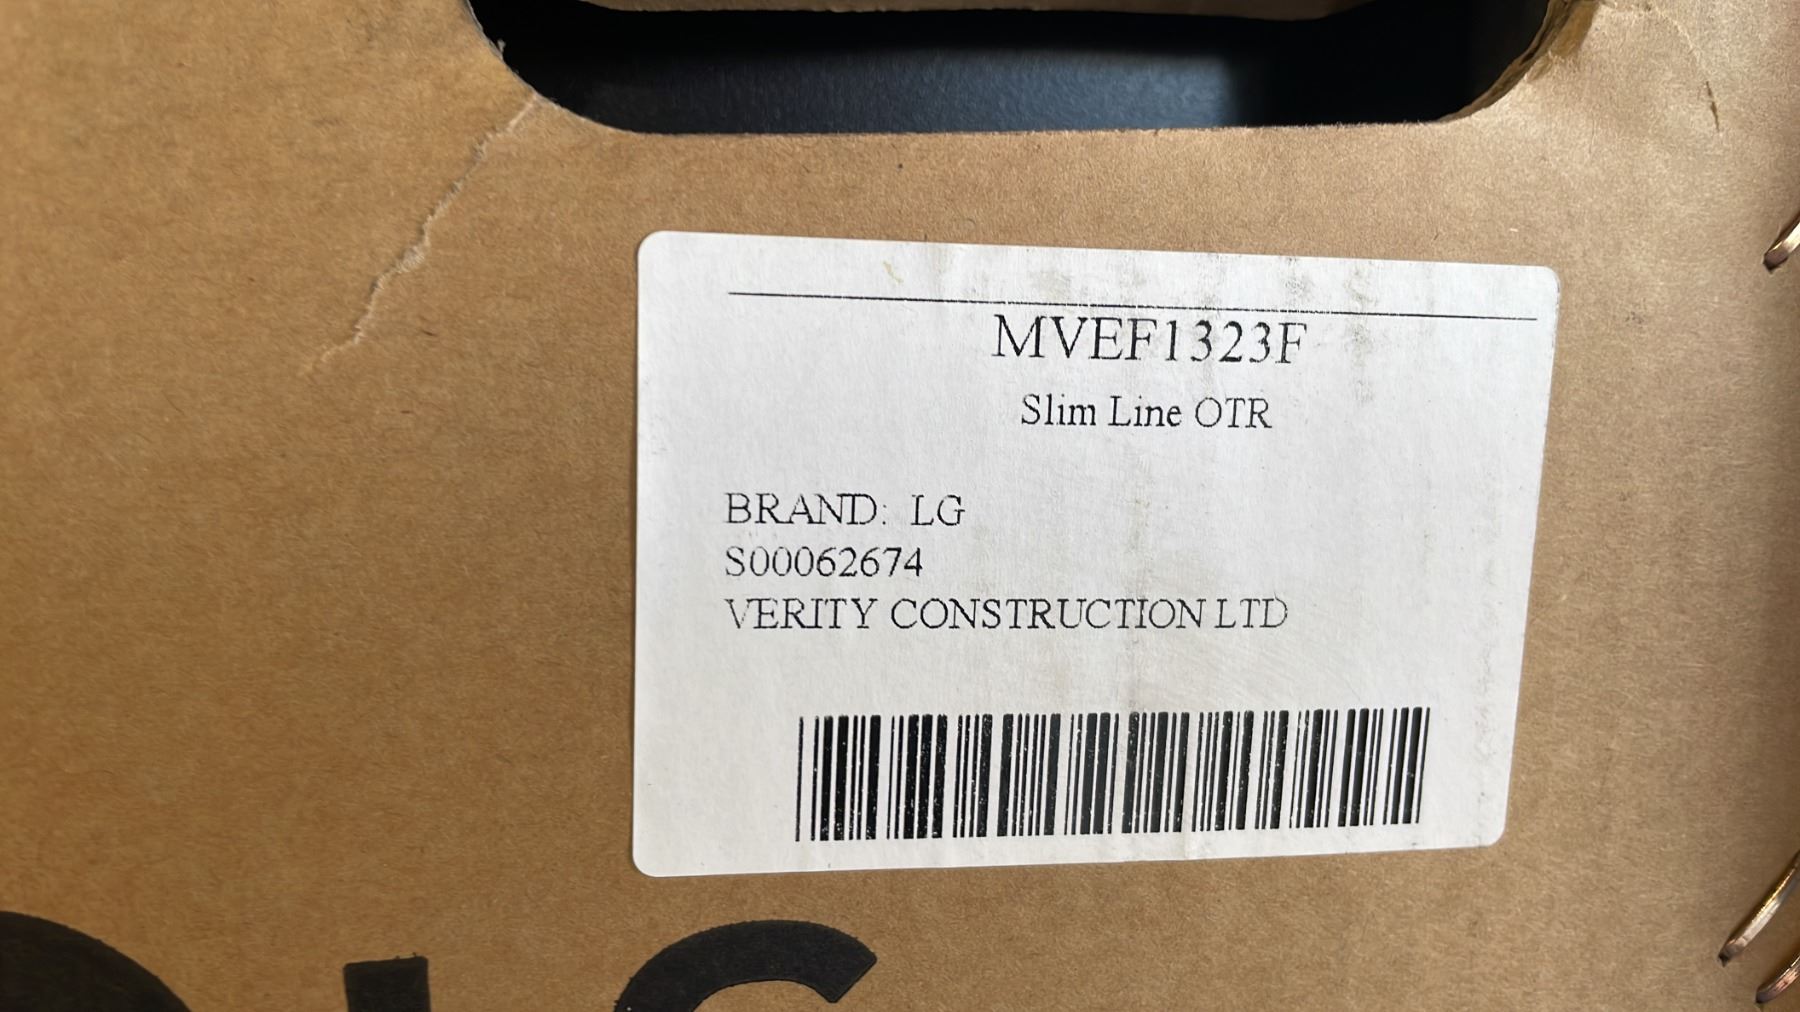 MVEF1323F
Slim Line OTR
BRAND: LG
S00062674
VERITY CONSTRUCTION LTD